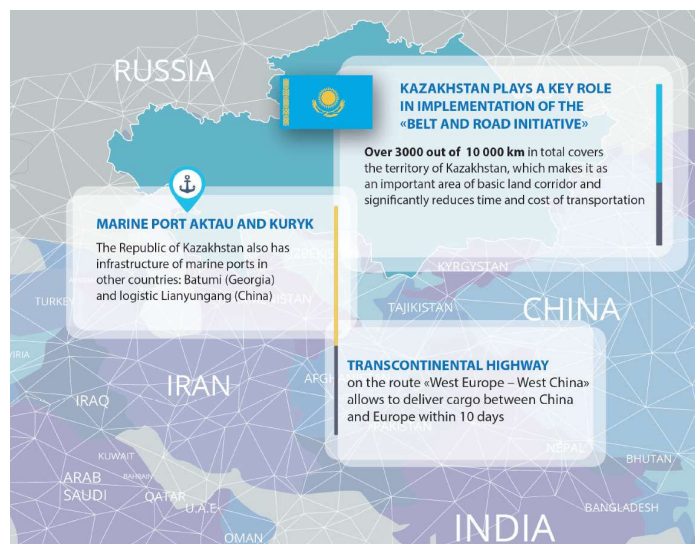 RUSSIA
KAZAKHSTAN PLAYS A KEY ROLE
IN IMPLEMENTATION OF THE
«BELT AND ROAD INITIATIVE»
Over 3000 out of 10 000 km in total covers
the territory of Kazakhstan, which makes it as
an important area of basic land corridor and
significantly reduces time and cost of transportation
MARINE PORT AKTAU AND KURYK
The Republic of Kazakhstan also has
infrastructure of marine ports in
other countries: Batumi (Georgia)
and logistic Lianyungang (China)
KYRGYSTAN
TURKEY
TAJIKISTAN
CHINA
TRANSCONTINENTAL HIGHWAY
on the route «West Europe – West China»
allows to deliver cargo between China
and Europe within 10 days
IRAN
IRAQ
NEPAL
KUWAIT
BHUTAN
ARAB
SAUDI
BAHRAIN
QATAR
U.A.E
BANGLADESH
OMAN
INDIA